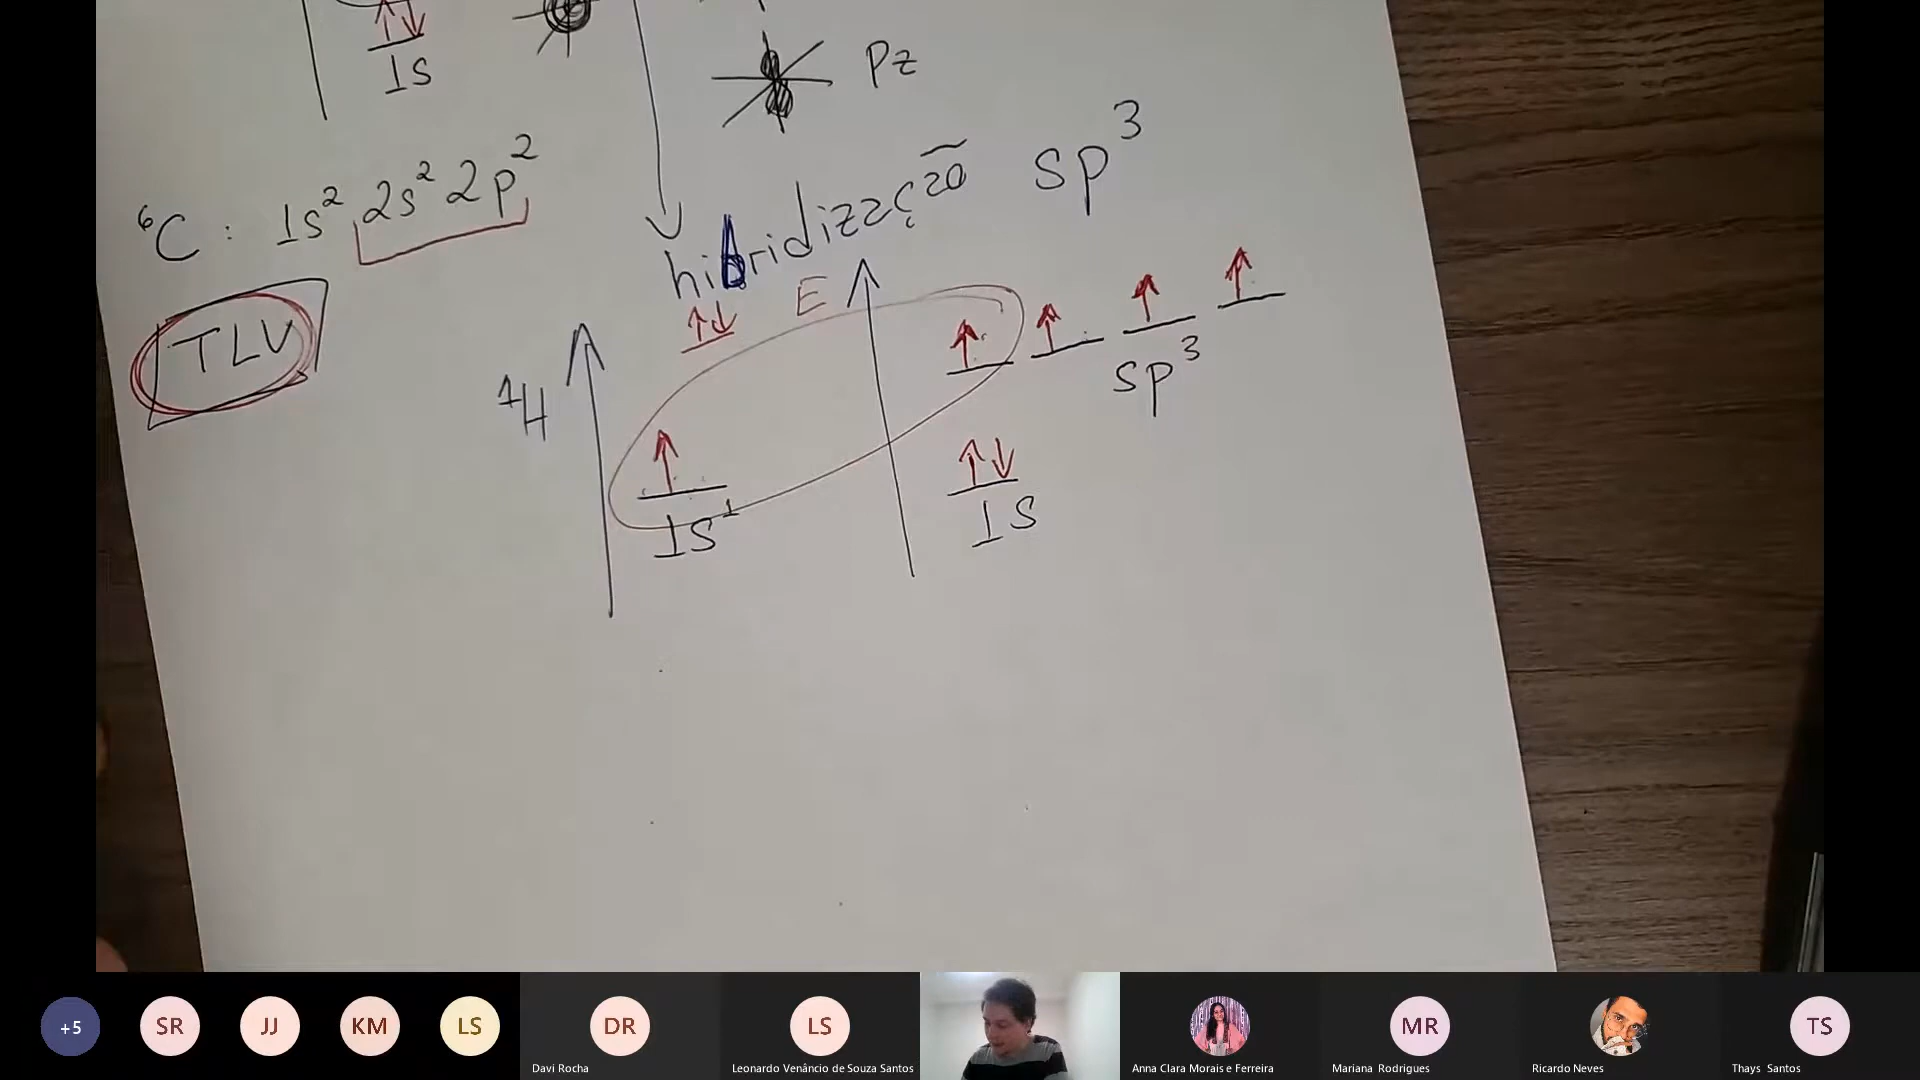 1s
Pz
⁶C : 1s² 2s² 2p²
hibridização sp³
TLV
E
¹H
sp³
1s¹
1s
+5
SR
JJ
KM
LS
DR
LS
MR
TS
Davi Rocha
Leonardo Venâncio de Souza Santos
Anna Clara Morais e Ferreira
Mariana Rodrigues
Ricardo Neves
Thays Santos